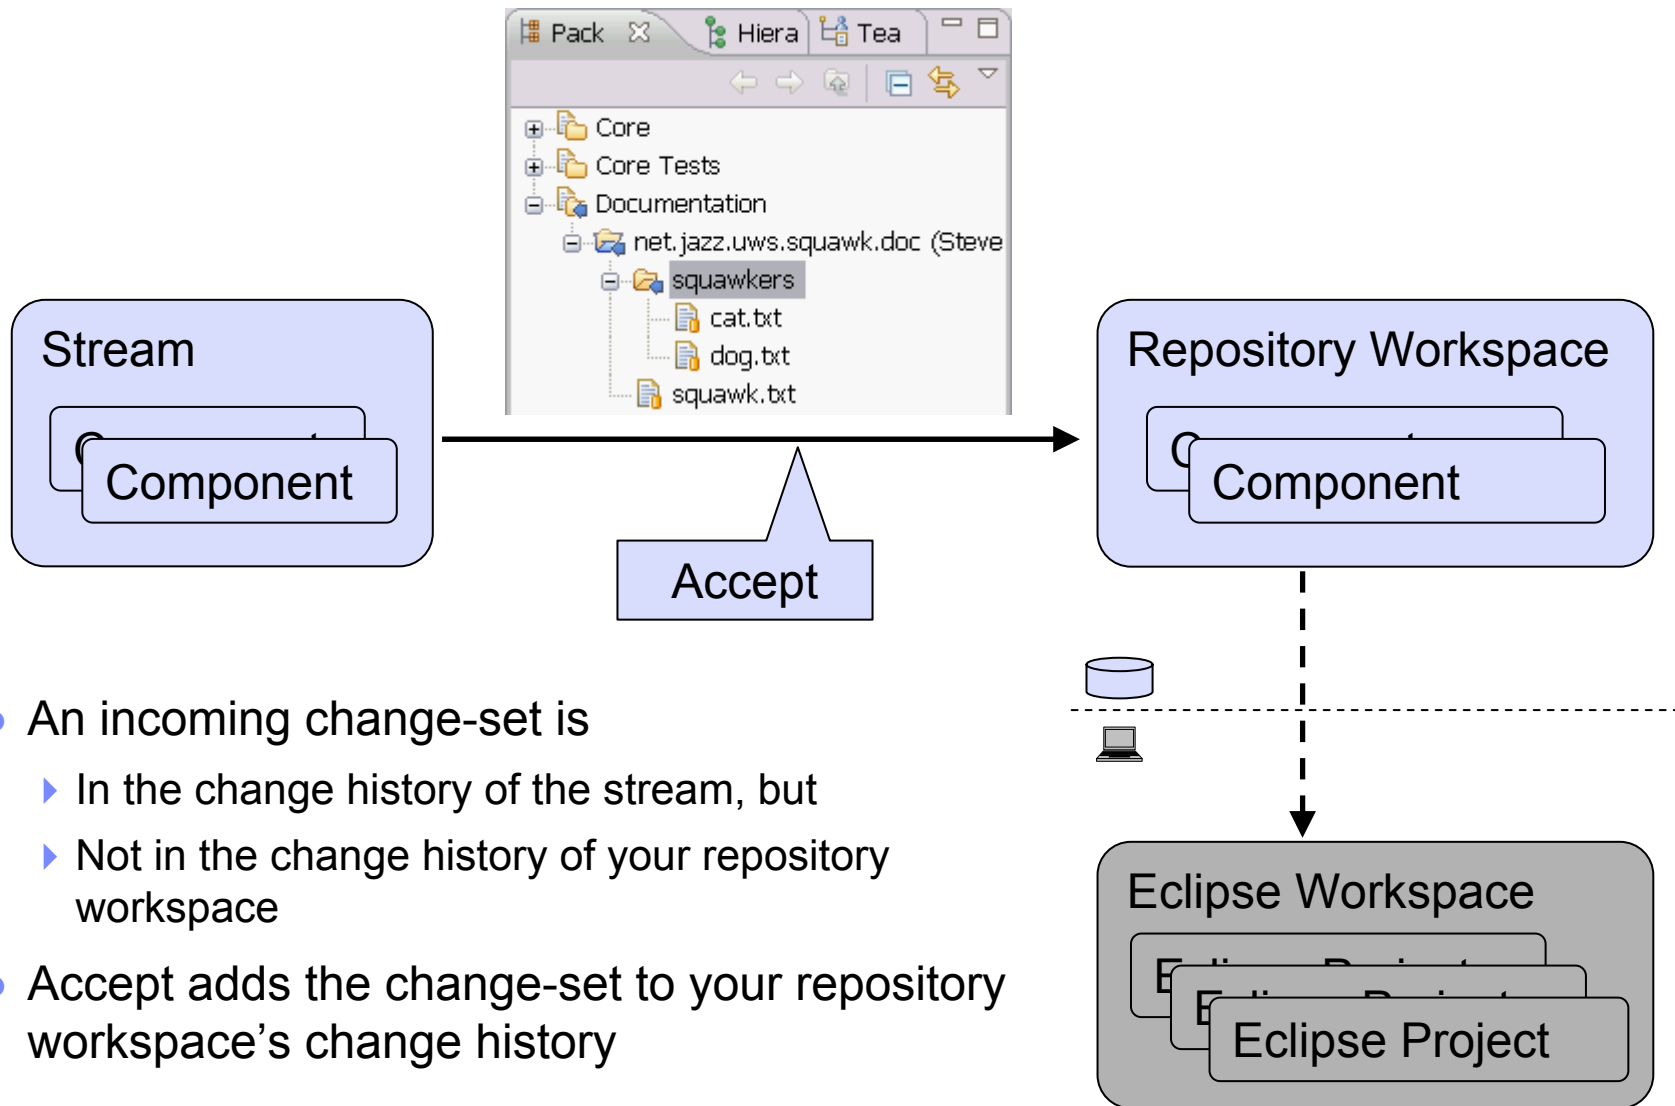 Pack Hiera Tea
Core
Core Tests
Documentation
net.jazz.uws.squawk.doc (Steve
squawkers
cat.txt
dog.txt
squawk.txt
Stream
Component
Accept
Repository Workspace
Component
An incoming change-set is
In the change history of the stream, but
Not in the change history of your repository
workspace
Accept adds the change-set to your repository
workspace’s change history
Eclipse Workspace
Eclipse Project